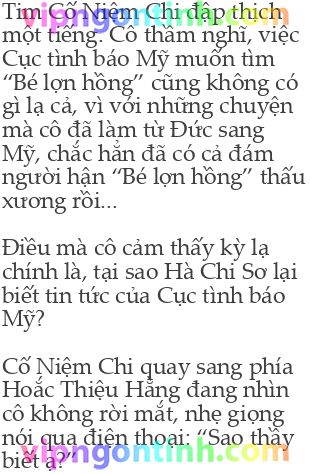 vipngontinh.com
Tim Cố Niệm Chi đập thịch
một tiếng. Cô thầm nghĩ, việc
Cục tình báo Mỹ muốn tìm
“Bé lợn hồng” cũng không có
gì lạ cả, vì với những chuyện
mà cô đã làm từ Đức sang
Mỹ, chắc hẳn đã có cả đám
người hận “Bé lợn hồng” thấu
xương rồi...
Điều mà cô cảm thấy kỳ lạ
chính là, tại sao Hà Chi Sơ lại
biết tin tức của Cục tình báo
Mỹ?
Cố Niệm Chi quay sang phía
Hoắc Thiệu Hằng đang nhìn
cô không rời mắt, nhẹ giọng
nói qua điện thoại: “Sao thầy
biết ạ?”
vipngontinh.com